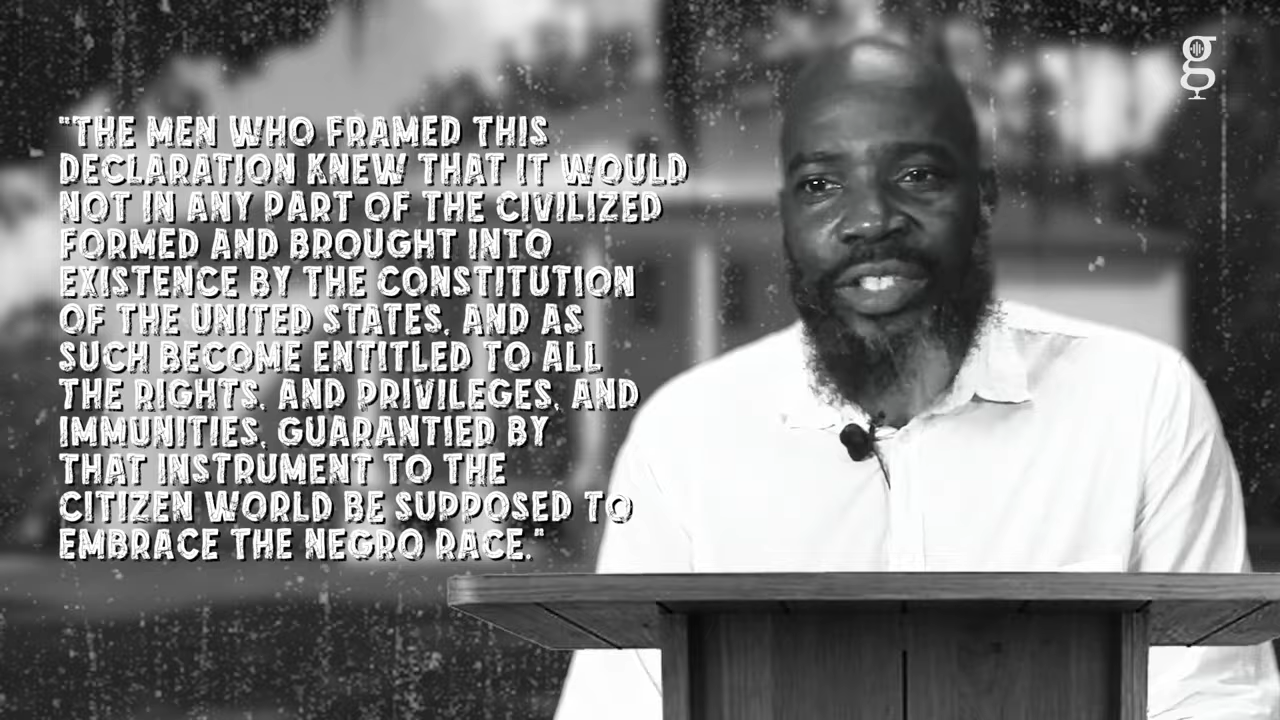 "THE MEN WHO FRAMED THIS
DECLARATION KNEW THAT IT WOULD
NOT IN ANY PART OF THE CIVILIZED
FORMED AND BROUGHT INTO
EXISTENCE BY THE CONSTITUTION
OF THE UNITED STATES, AND AS
SUCH BECOME ENTITLED TO ALL
THE RIGHTS, AND PRIVILEGES, AND
IMMUNITIES, GUARANTIED BY
THAT INSTRUMENT TO THE
CITIZEN WORLD BE SUPPOSED TO
EMBRACE THE NEGRO RACE."
g